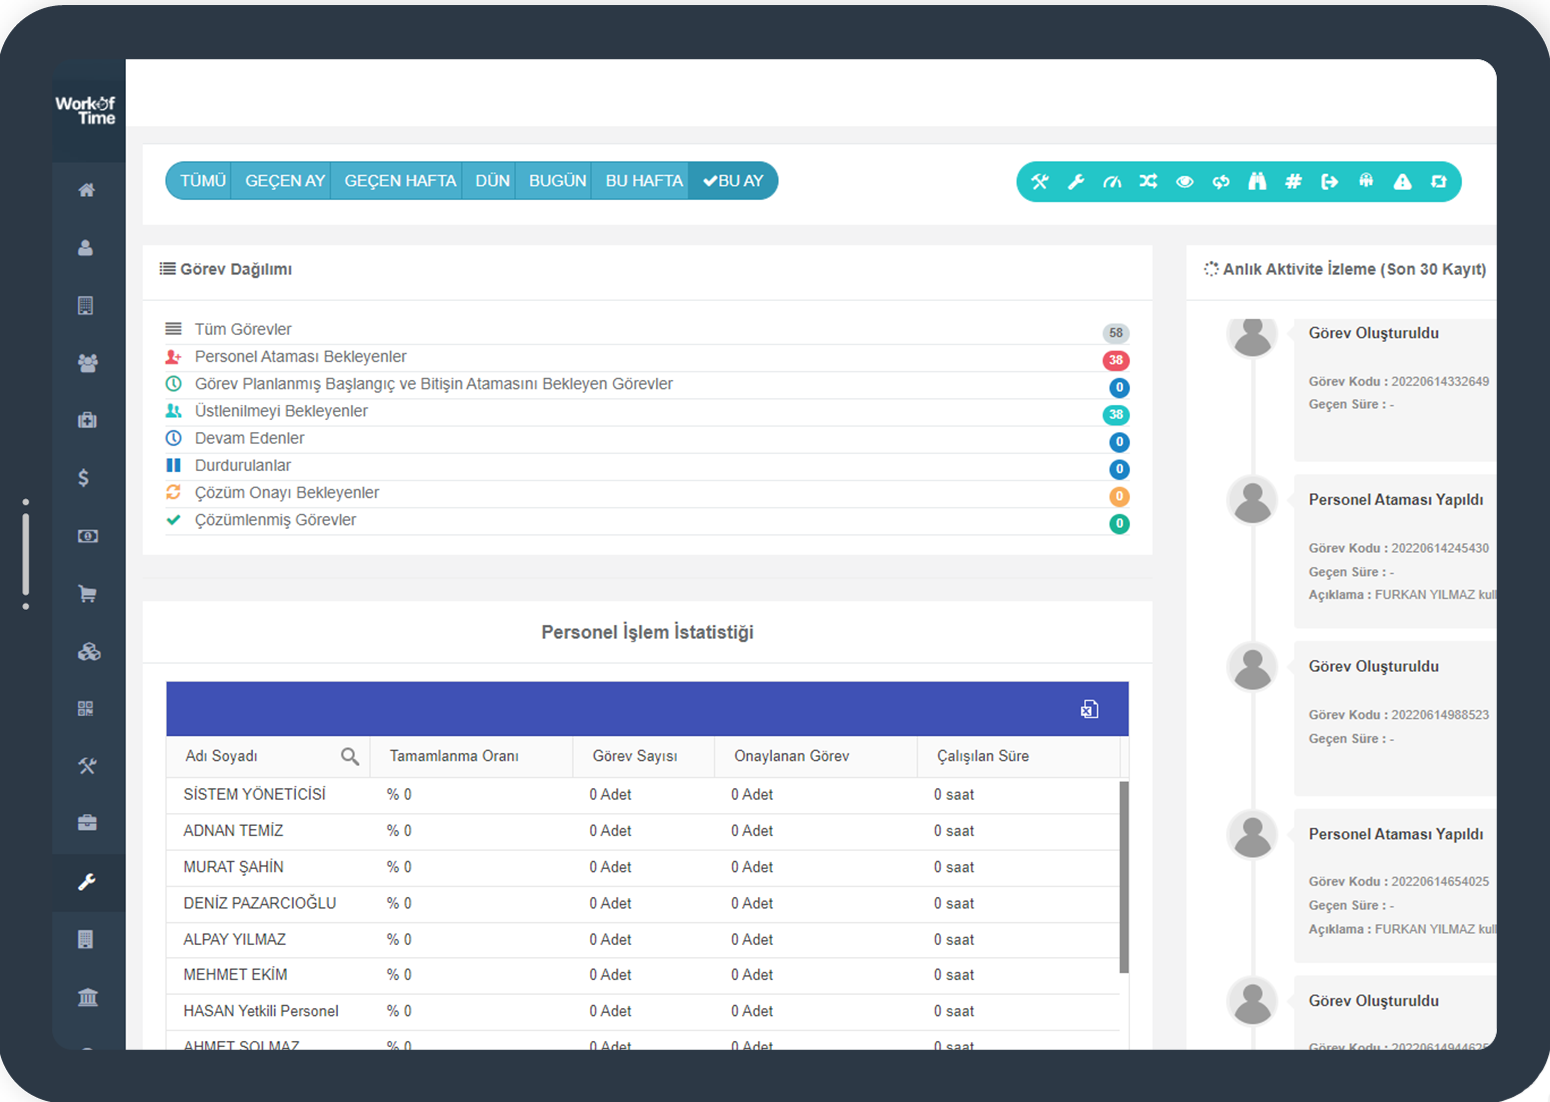 Work Of
Time
TÜMÜ GEÇEN AY GEÇEN HAFTA DÜN BUGÜN BU HAFTA BU AY
Görev Dağılımı
Tüm Görevler 58
Personel Ataması Bekleyenler 38
Görev Planlanmış Başlangıç ve Bitişin Atamasını Bekleyen Görevler 0
Üstlenilmeyi Bekleyenler 38
Devam Edenler 0
Durdurulanlar 0
Çözüm Onayı Bekleyenler 0
Çözümlenmiş Görevler 0
Personel İşlem İstatistiği
Adı Soyadı Tamamlanma Oranı Görev Sayısı Onaylanan Görev Çalışılan Süre
SİSTEM YÖNETİCİSİ % 0 0 Adet 0 Adet 0 saat
ADNAN TEMİZ % 0 0 Adet 0 Adet 0 saat
MURAT ŞAHİN % 0 0 Adet 0 Adet 0 saat
DENİZ PAZARCIOĞLU % 0 0 Adet 0 Adet 0 saat
ALPAY YILMAZ % 0 0 Adet 0 Adet 0 saat
MEHMET EKİM % 0 0 Adet 0 Adet 0 saat
HASAN Yetkili Personel % 0 0 Adet 0 Adet 0 saat
AHMET SOLMAZ % 0 0 Adet 0 Adet 0 saat
Anlık Aktivite İzleme (Son 30 Kayıt)
Görev Oluşturuldu
Görev Kodu : 20220614332649
Geçen Süre : -
Personel Ataması Yapıldı
Görev Kodu : 20220614245430
Geçen Süre : -
Açıklama : FURKAN YILMAZ kull
Görev Oluşturuldu
Görev Kodu : 20220614988523
Geçen Süre : -
Personel Ataması Yapıldı
Görev Kodu : 20220614654025
Geçen Süre : -
Açıklama : FURKAN YILMAZ kull
Görev Oluşturuldu
Görev Kodu :